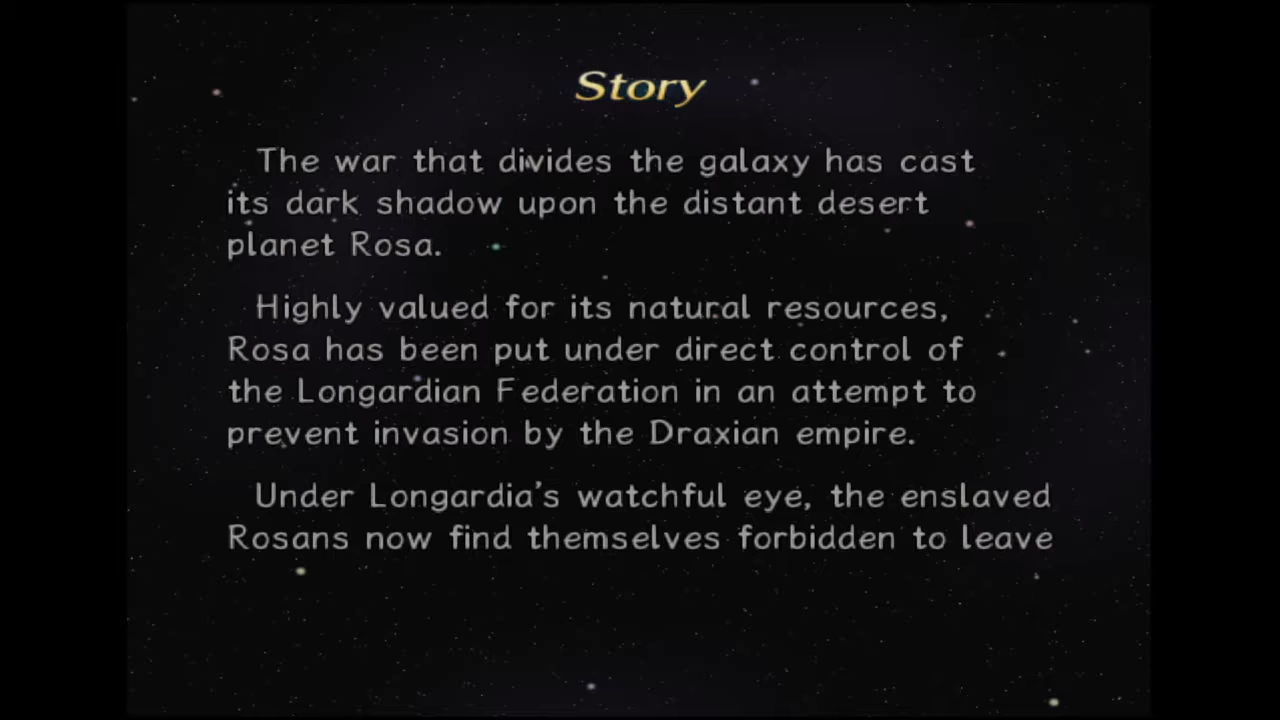 Story
The war that divides the galaxy has cast
its dark shadow upon the distant desert
planet Rosa.
Highly valued for its natural resources,
Rosa has been put under direct control of
the Longardian Federation in an attempt to
prevent invasion by the Draxian empire.
Under Longardia's watchful eye, the enslaved
Rosans now find themselves forbidden to leave